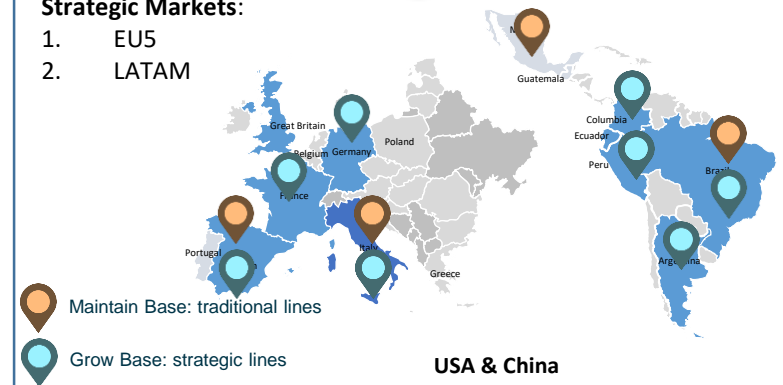 Strategic Markets:
1. EU5
2. LATAM
Guatemala
Columbia
Great Britain
Ecuador
Poland
Belgium
Germany
Peru
Brazil
France
Portugal
Italy
Argentina
Greece
Maintain Base: traditional lines
Grow Base: strategic lines
USA & China